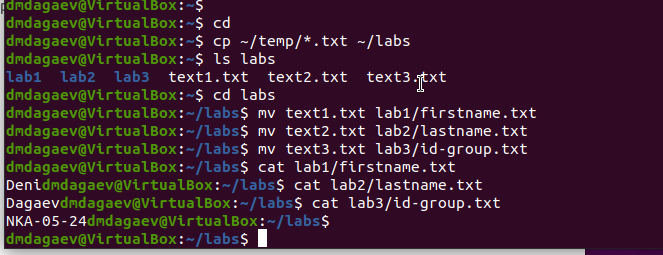 dmdagaev@VirtualBox:~$
dmdagaev@VirtualBox:~$ cd
dmdagaev@VirtualBox:~$ cp ~/temp/*.txt ~/labs
dmdagaev@VirtualBox:~$ ls labs
lab1  lab2  lab3  text1.txt  text2.txt  text3.txt
dmdagaev@VirtualBox:~$ cd labs
dmdagaev@VirtualBox:~/labs$ mv text1.txt lab1/firstname.txt
dmdagaev@VirtualBox:~/labs$ mv text2.txt lab2/lastname.txt
dmdagaev@VirtualBox:~/labs$ mv text3.txt lab3/id-group.txt
dmdagaev@VirtualBox:~/labs$ cat lab1/firstname.txt
Denidmdagaev@VirtualBox:~/labs$ cat lab2/lastname.txt
Dagaevdmdagaev@VirtualBox:~/labs$ cat lab3/id-group.txt
NKA-05-24dmdagaev@VirtualBox:~/labs$
dmdagaev@VirtualBox:~/labs$